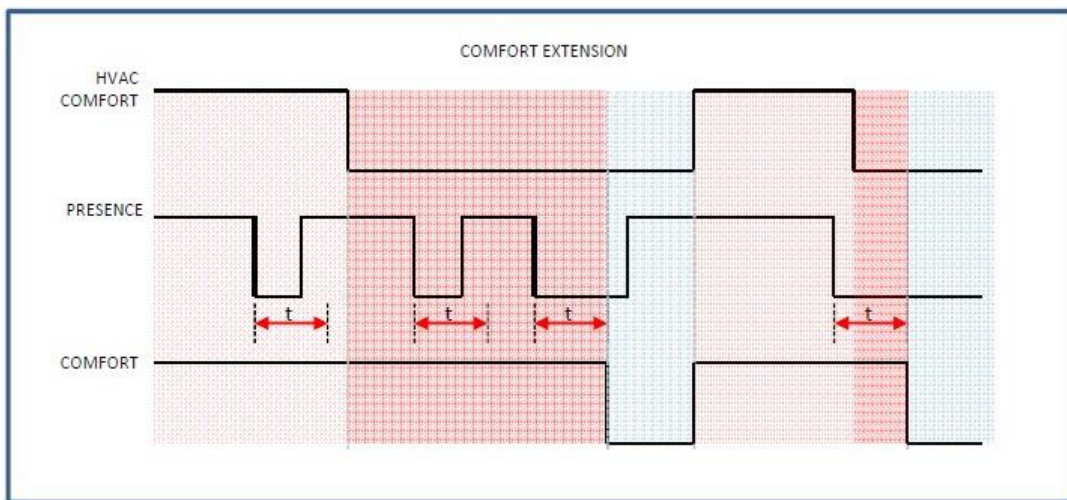 COMFORT EXTENSION
HVAC
COMFORT
PRESENCE
t
t
t
t
COMFORT